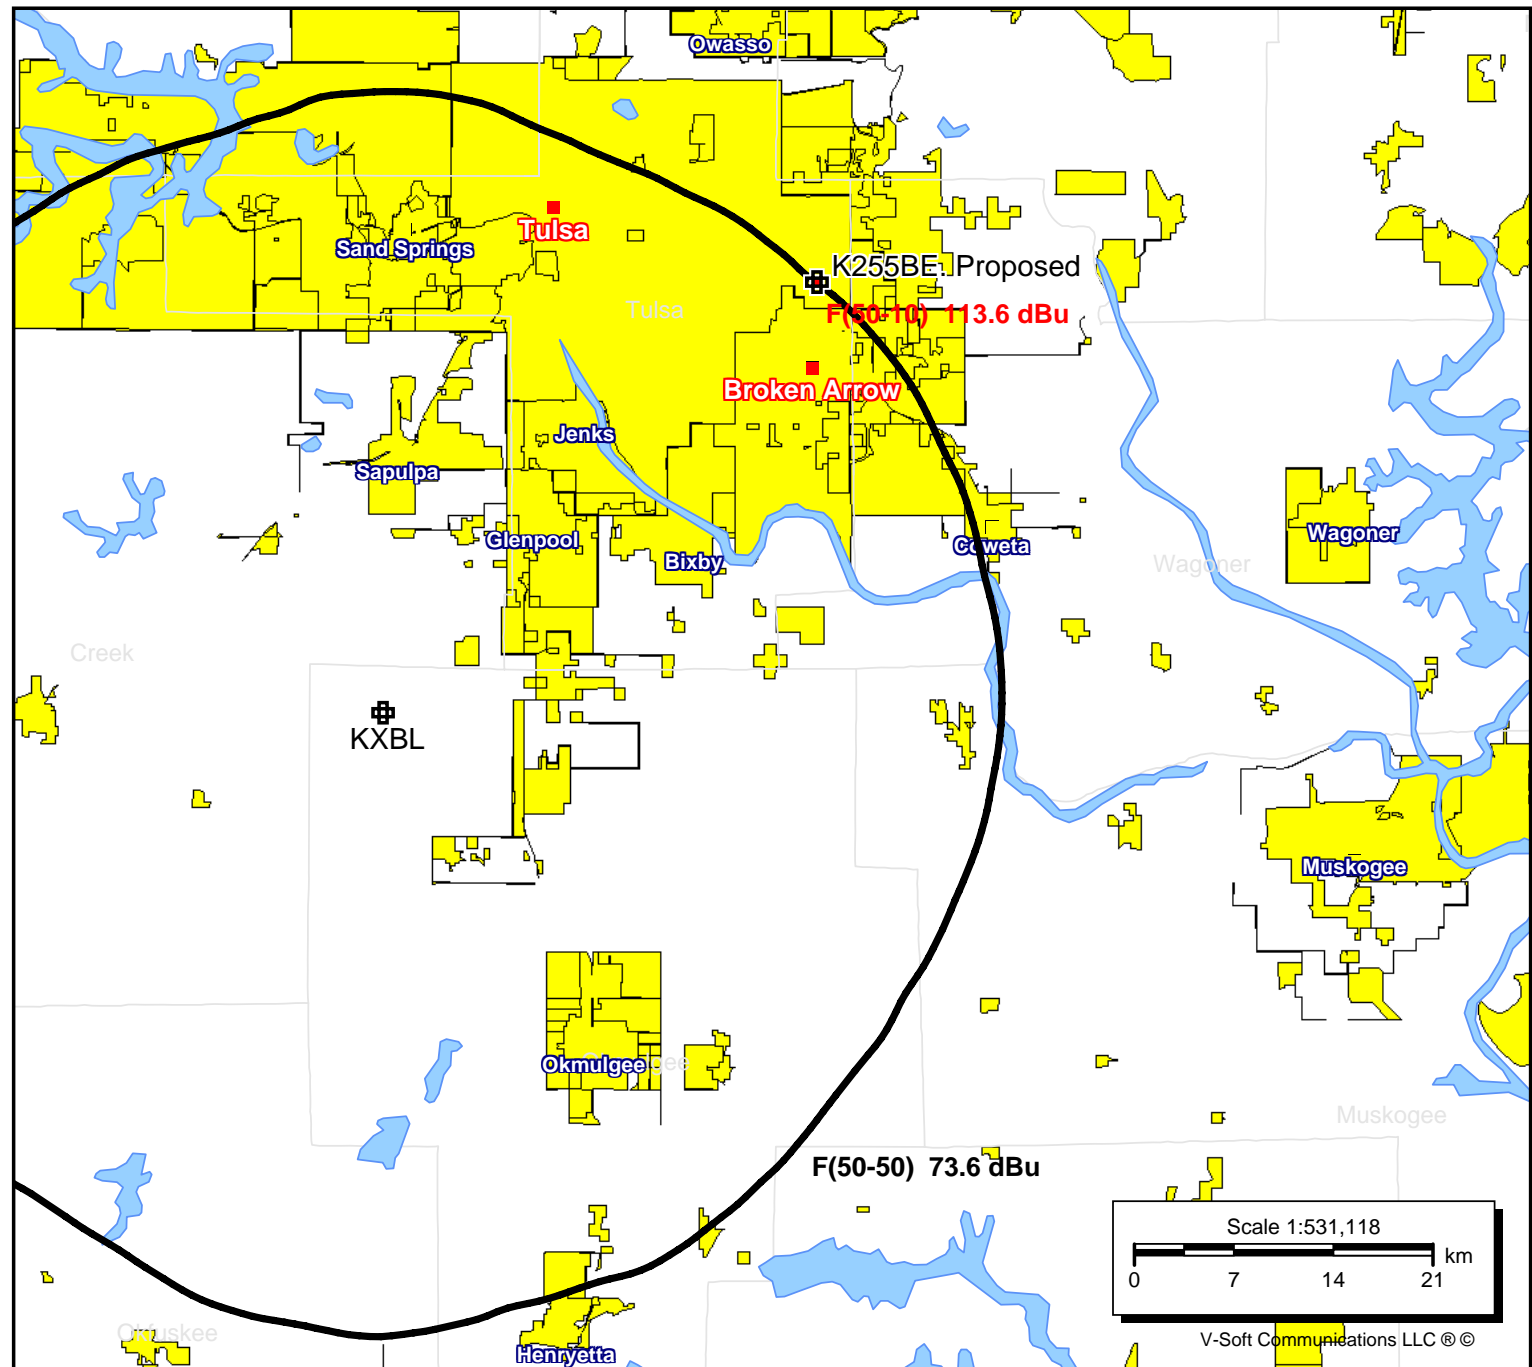 Owasso
Tulsa
Sand Springs
K255BE. Proposed
F(50-10) 113.6 dBu
Tulsa
Broken Arrow
Jenks
Sapulpa
Glenpool
Bixby
Coweta
Wagoner
Wagoner
Creek
KXBL
Muskogee
Okmulgee
Muskogee
F(50-50) 73.6 dBu
Scale 1:531,118
km
0 7 14 21
Okfuskee
Henryetta
V-Soft Communications LLC ® ©